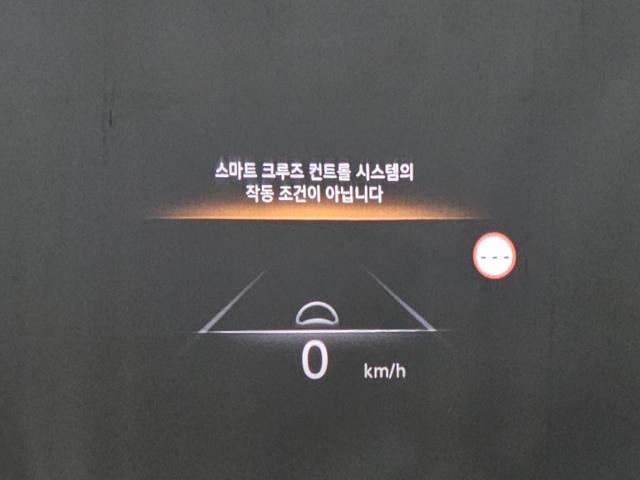 스마트 크루즈 컨트롤 시스템의
작동 조건이 아닙니다
---
0 km/h